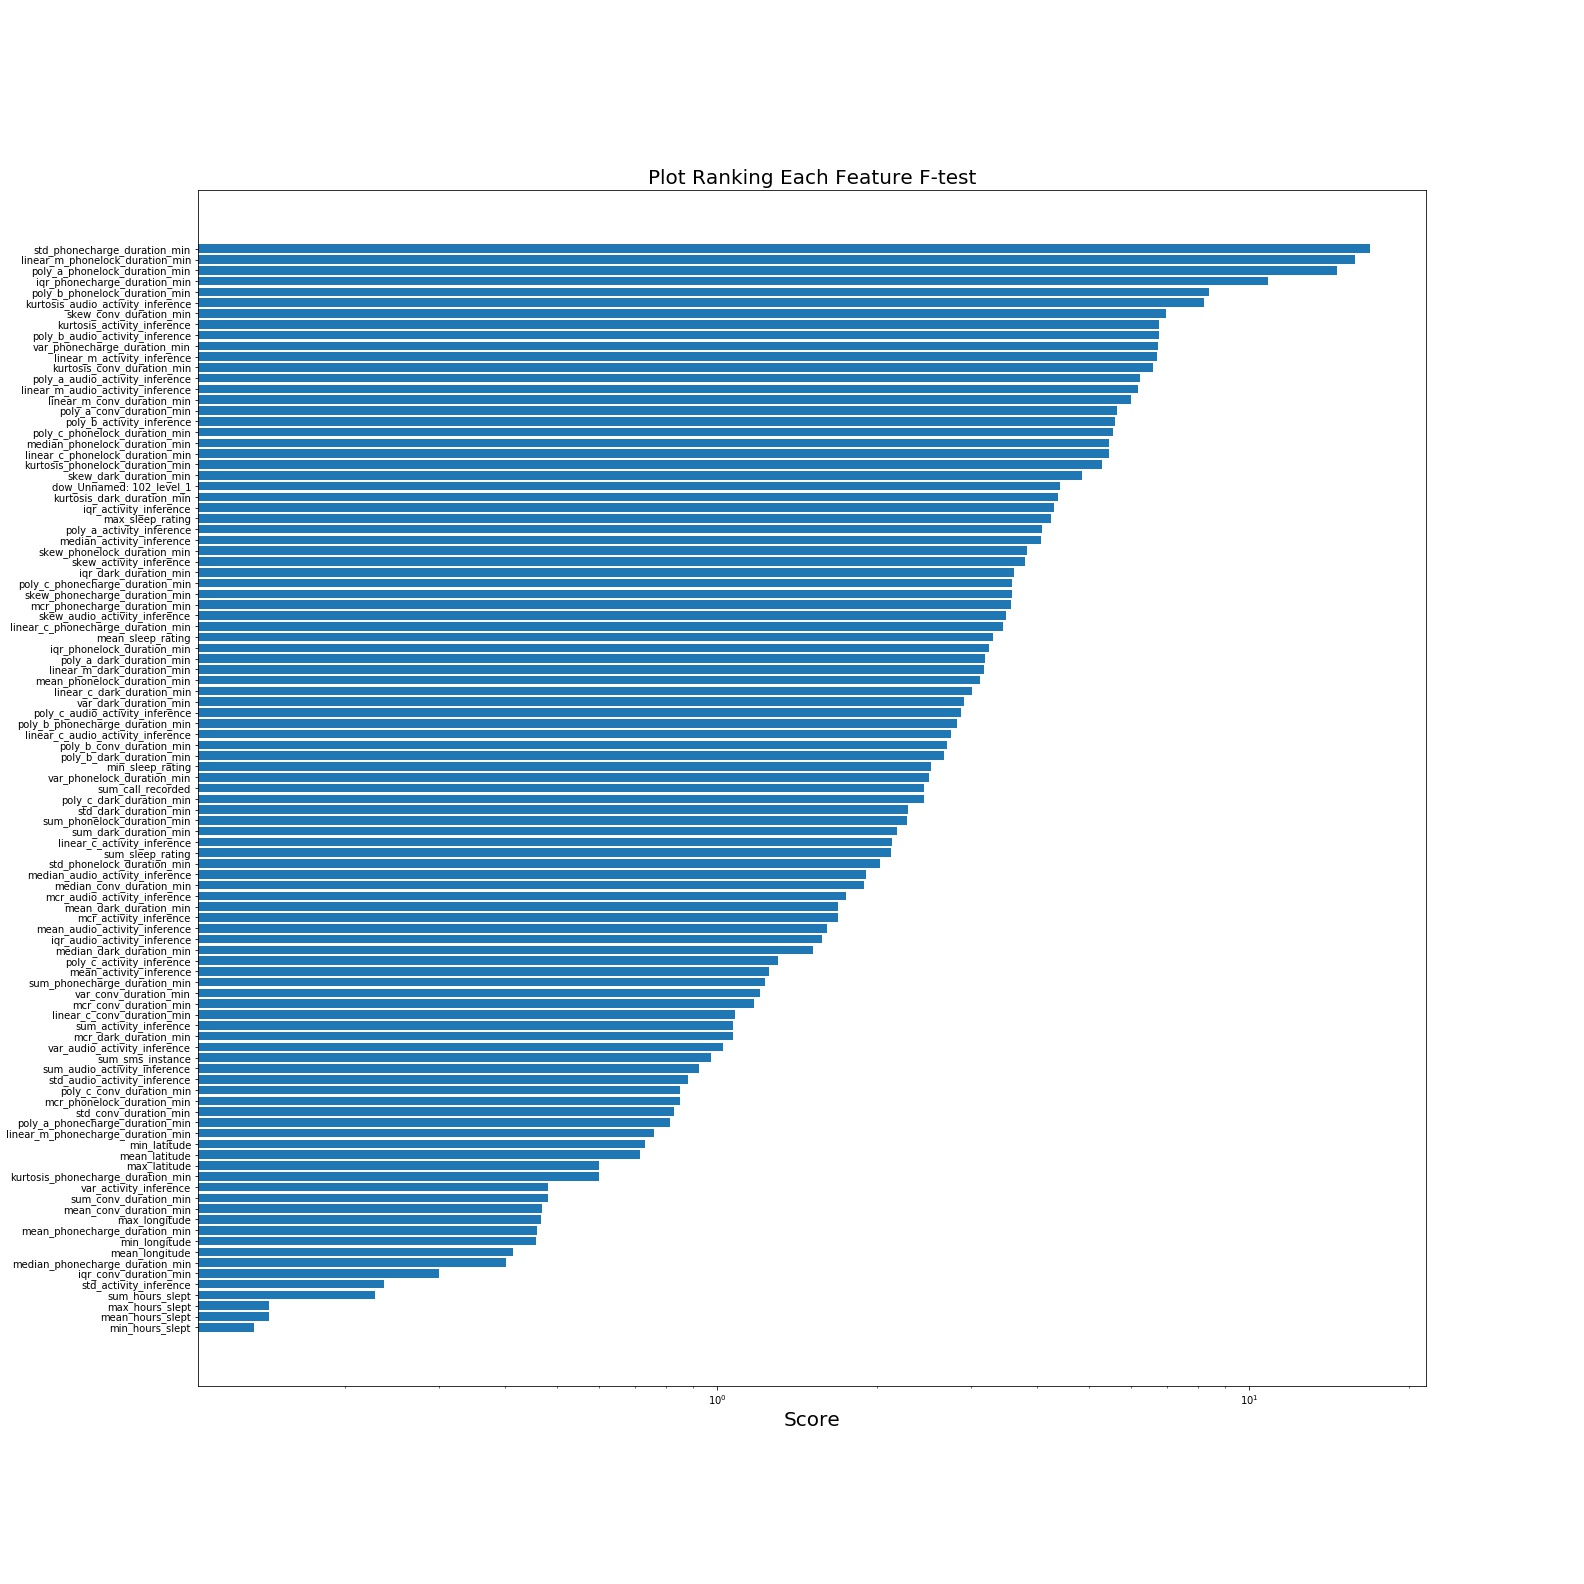 Plot Ranking Each Feature F-test
std_phonecharge_duration_min
linear_m_phonelock_duration_min
poly_a_phonelock_duration_min
iqr_phonecharge_duration_min
poly_b_phonelock_duration_min
kurtosis_audio_activity_inference
skew_conv_duration_min
kurtosis_activity_inference
poly_b_audio_activity_inference
var_phonecharge_duration_min
linear_m_activity_inference
kurtosis_conv_duration_min
poly_a_audio_activity_inference
linear_m_audio_activity_inference
linear_m_conv_duration_min
poly_a_conv_duration_min
poly_b_activity_inference
poly_c_phonelock_duration_min
median_phonelock_duration_min
linear_c_phonelock_duration_min
kurtosis_phonelock_duration_min
skew_dark_duration_min
dow_Unnamed: 102_level_1
kurtosis_dark_duration_min
iqr_activity_inference
max_sleep_rating
poly_a_activity_inference
median_activity_inference
skew_phonelock_duration_min
skew_activity_inference
iqr_dark_duration_min
poly_c_phonecharge_duration_min
skew_phonecharge_duration_min
mcr_phonecharge_duration_min
skew_audio_activity_inference
linear_c_phonecharge_duration_min
mean_sleep_rating
iqr_phonelock_duration_min
poly_a_dark_duration_min
linear_m_dark_duration_min
mean_phonelock_duration_min
linear_c_dark_duration_min
var_dark_duration_min
poly_c_audio_activity_inference
poly_b_phonecharge_duration_min
linear_c_audio_activity_inference
poly_b_conv_duration_min
poly_b_dark_duration_min
min_sleep_rating
var_phonelock_duration_min
sum_call_recorded
poly_c_dark_duration_min
std_dark_duration_min
sum_phonelock_duration_min
sum_dark_duration_min
linear_c_activity_inference
sum_sleep_rating
std_phonelock_duration_min
median_audio_activity_inference
median_conv_duration_min
mcr_audio_activity_inference
mean_dark_duration_min
mcr_activity_inference
mean_audio_activity_inference
iqr_audio_activity_inference
median_dark_duration_min
poly_c_activity_inference
mean_activity_inference
sum_phonecharge_duration_min
var_conv_duration_min
mcr_conv_duration_min
linear_c_conv_duration_min
sum_activity_inference
mcr_dark_duration_min
var_audio_activity_inference
sum_sms_instance
sum_audio_activity_inference
std_audio_activity_inference
poly_c_conv_duration_min
mcr_phonelock_duration_min
std_conv_duration_min
poly_a_phonecharge_duration_min
linear_m_phonecharge_duration_min
min_latitude
mean_latitude
max_latitude
kurtosis_phonecharge_duration_min
var_activity_inference
sum_conv_duration_min
mean_conv_duration_min
max_longitude
mean_phonecharge_duration_min
min_longitude
mean_longitude
median_phonecharge_duration_min
iqr_conv_duration_min
std_activity_inference
sum_hours_slept
max_hours_slept
mean_hours_slept
min_hours_slept
10⁰ 10¹
Score